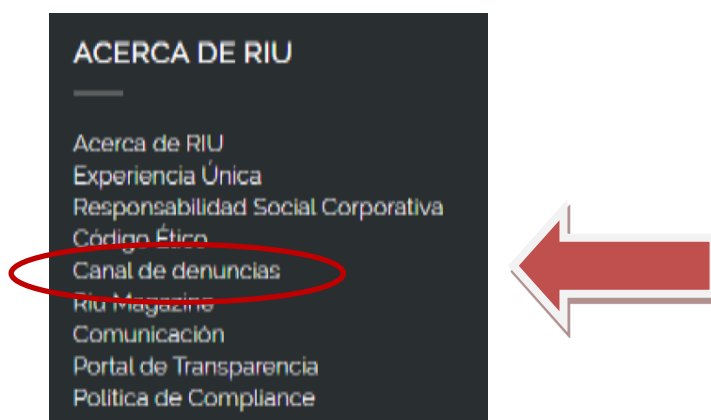 ACERCA DE RIU
Acerca de RIU
Experiencia Única
Responsabilidad Social Corporativa
Código Ético
Canal de denuncias
Riu Magazine
Comunicación
Portal de Transparencia
Política de Compliance